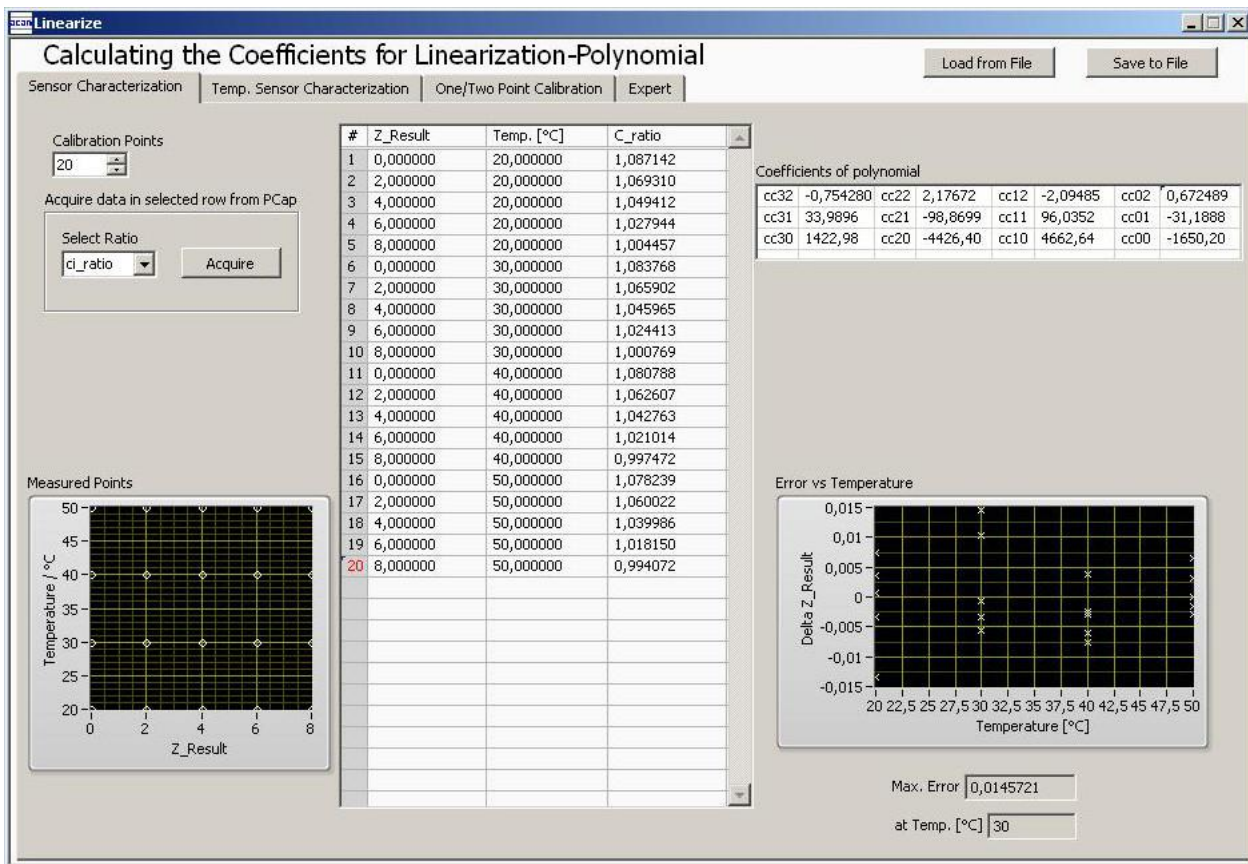 acam Linearize
Calculating the Coefficients for Linearization-Polynomial
Load from File
Save to File
Sensor Characterization
Temp. Sensor Characterization
One/Two Point Calibration
Expert
Calibration Points
20
Acquire data in selected row from PCap
Select Ratio
ci_ratio
Acquire
# Z_Result Temp. [°C] C_ratio
1 0,000000 20,000000 1,087142
2 2,000000 20,000000 1,069310
3 4,000000 20,000000 1,049412
4 6,000000 20,000000 1,027944
5 8,000000 20,000000 1,004457
6 0,000000 30,000000 1,083768
7 2,000000 30,000000 1,065902
8 4,000000 30,000000 1,045965
9 6,000000 30,000000 1,024413
10 8,000000 30,000000 1,000769
11 0,000000 40,000000 1,080788
12 2,000000 40,000000 1,062607
13 4,000000 40,000000 1,042763
14 6,000000 40,000000 1,021014
15 8,000000 40,000000 0,997472
16 0,000000 50,000000 1,078239
17 2,000000 50,000000 1,060022
18 4,000000 50,000000 1,039986
19 6,000000 50,000000 1,018150
20 8,000000 50,000000 0,994072
Coefficients of polynomial
cc32 -0,754280 cc22 2,17672 cc12 -2,09485 cc02 0,672489
cc31 33,9896 cc21 -98,8699 cc11 96,0352 cc01 -31,1888
cc30 1422,98 cc20 -4426,40 cc10 4662,64 cc00 -1650,20
Measured Points
Temperature / °C
50
45
40
35
30
25
20
0 2 4 6 8
Z_Result
Error vs Temperature
Delta Z_Result
0,015
0,01
0,005
0
-0,005
-0,01
-0,015
20 22,5 25 27,5 30 32,5 35 37,5 40 42,5 45 47,5 50
Temperature [°C]
Max. Error 0,0145721
at Temp. [°C] 30